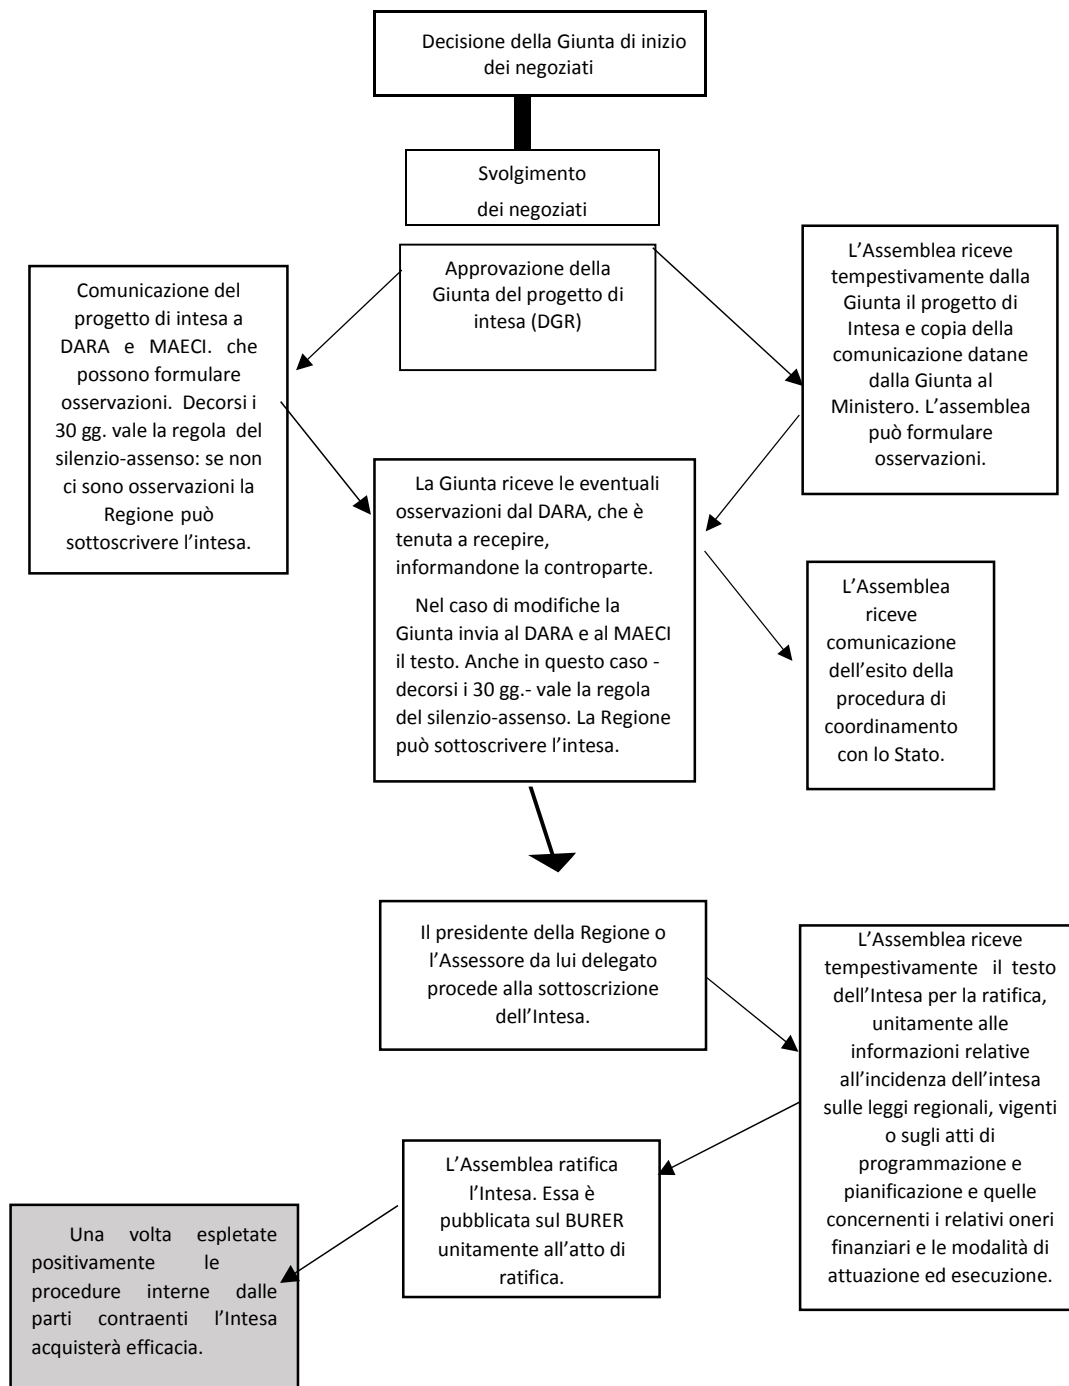 Decisione della Giunta di inizio
dei negoziati
Svolgimento
dei negoziati
Approvazione della
Giunta del progetto di
intesa (DGR)
Comunicazione del
progetto di intesa a
DARA e MAECI. che
possono formulare
osservazioni. Decorsi i
30 gg. vale la regola del
silenzio-assenso: se non
ci sono osservazioni la
Regione può
sottoscrivere l’intesa.
L’Assemblea riceve
tempestivamente dalla
Giunta il progetto di
Intesa e copia della
comunicazione datane
dalla Giunta al
Ministero. L’assemblea
può formulare
osservazioni.
La Giunta riceve le eventuali
osservazioni dal DARA, che è
tenuta a recepire,
informandone la controparte.
Nel caso di modifiche la
Giunta invia al DARA e al MAECI
il testo. Anche in questo caso -
decorsi i 30 gg.- vale la regola
del silenzio-assenso. La Regione
può sottoscrivere l’intesa.
L’Assemblea
riceve
comunicazione
dell’esito della
procedura di
coordinamento
con lo Stato.
Il presidente della Regione o
l’Assessore da lui delegato
procede alla sottoscrizione
dell’Intesa.
L’Assemblea riceve
tempestivamente il testo
dell’Intesa per la ratifica,
unitamente alle
informazioni relative
all’incidenza dell’intesa
sulle leggi regionali, vigenti
o sugli atti di
programmazione e
pianificazione e quelle
concernenti i relativi oneri
finanziari e le modalità di
attuazione ed esecuzione.
L’Assemblea ratifica
l’Intesa. Essa è
pubblicata sul BURER
unitamente all’atto di
ratifica.
Una volta espletate
positivamente le
procedure interne dalle
parti contraenti l’Intesa
acquisterà efficacia.